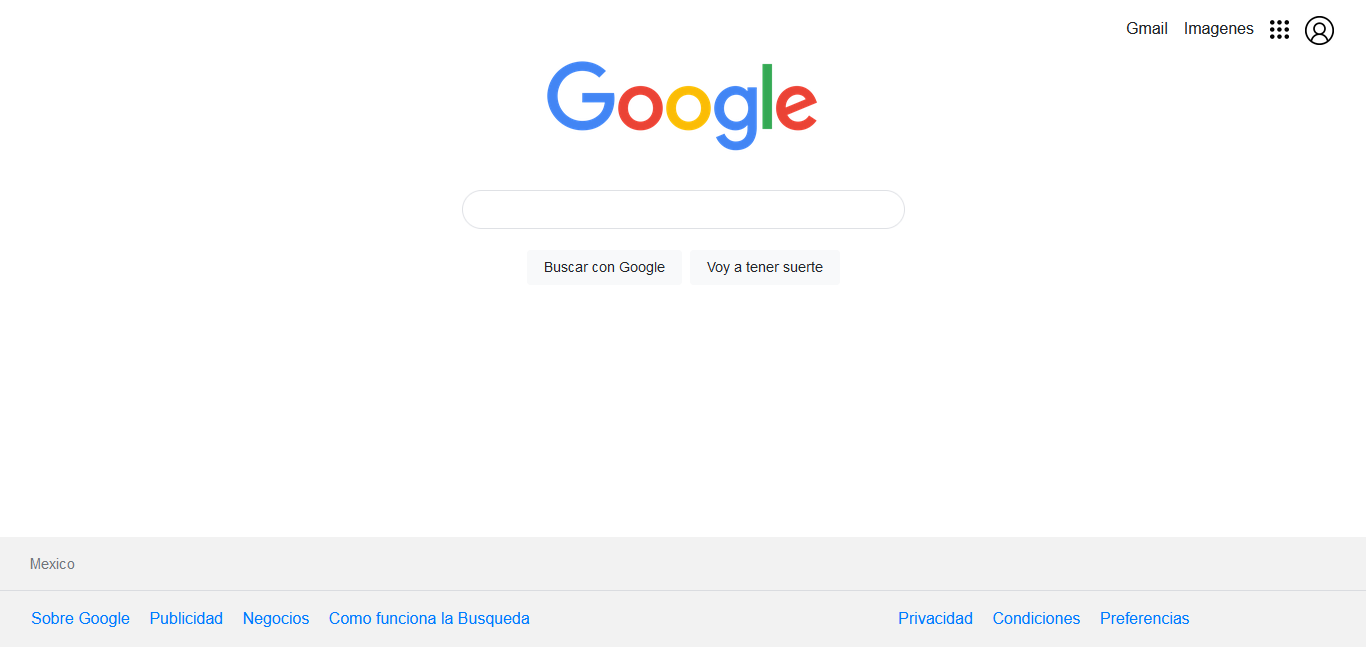 Gmail Imagenes
Google
Buscar con Google Voy a tener suerte
Mexico
Sobre Google Publicidad Negocios Como funciona la Busqueda Privacidad Condiciones Preferencias